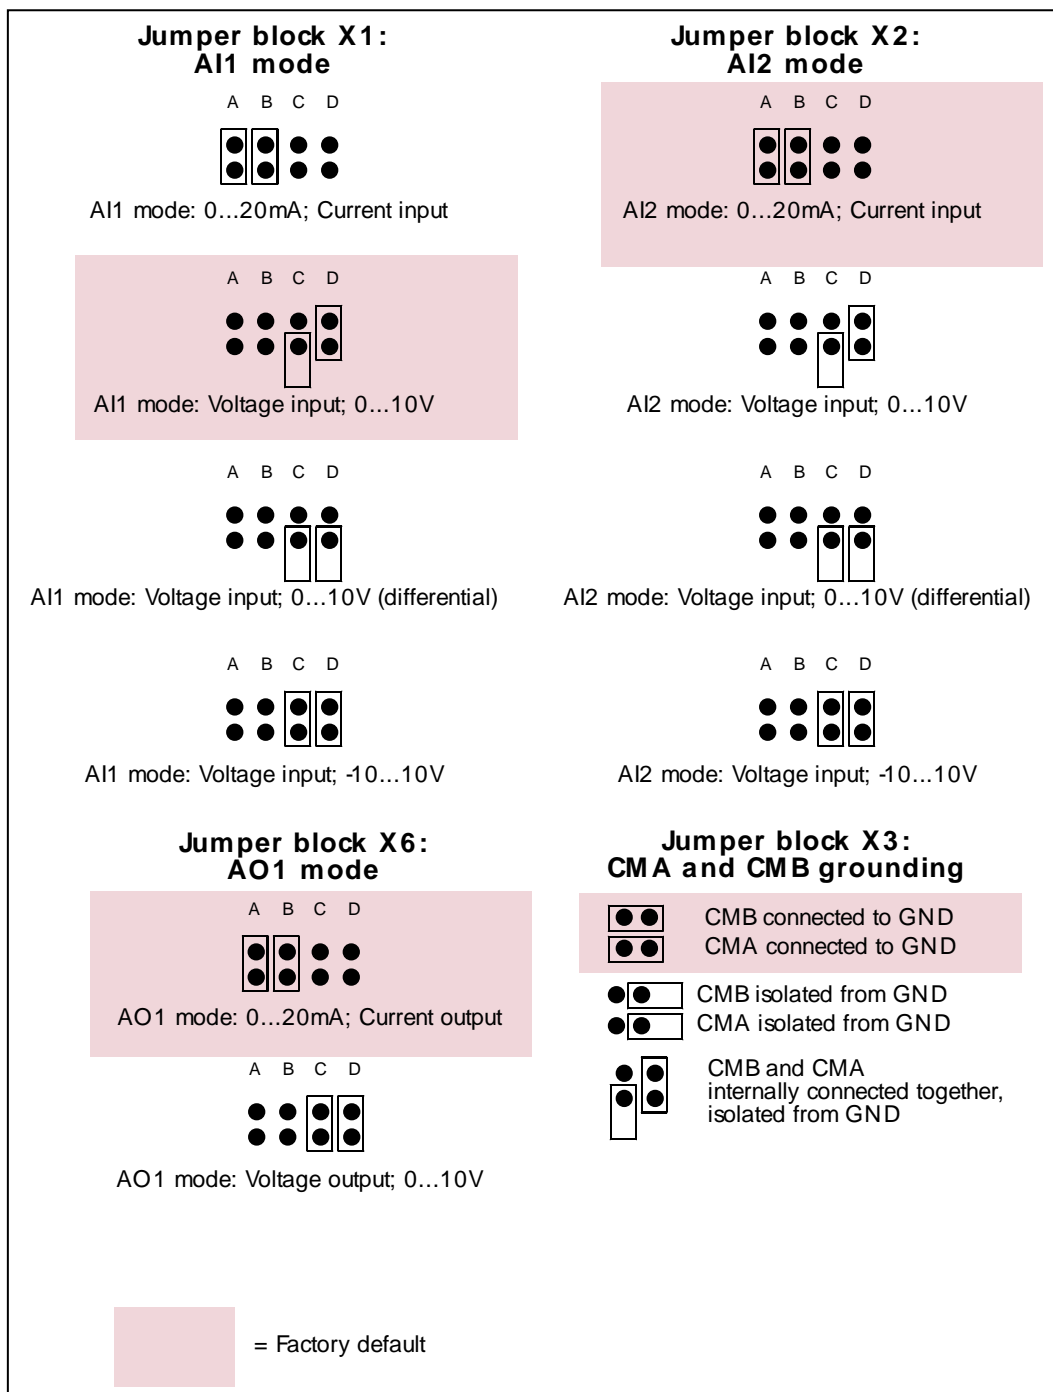 Jumper block X1:
AI1 mode
A B C D
AI1 mode: 0...20mA; Current input
A B C D
AI1 mode: Voltage input; 0...10V
A B C D
AI1 mode: Voltage input; 0...10V (differential)
A B C D
AI1 mode: Voltage input; -10...10V
Jumper block X2:
AI2 mode
A B C D
AI2 mode: 0...20mA; Current input
A B C D
AI2 mode: Voltage input; 0...10V
A B C D
AI2 mode: Voltage input; 0...10V (differential)
A B C D
AI2 mode: Voltage input; -10...10V
Jumper block X6:
AO1 mode
A B C D
AO1 mode: 0...20mA; Current output
A B C D
AO1 mode: Voltage output; 0...10V
Jumper block X3:
CMA and CMB grounding
CMB connected to GND
CMA connected to GND
CMB isolated from GND
CMA isolated from GND
CMB and CMA
internally connected together,
isolated from GND
= Factory default